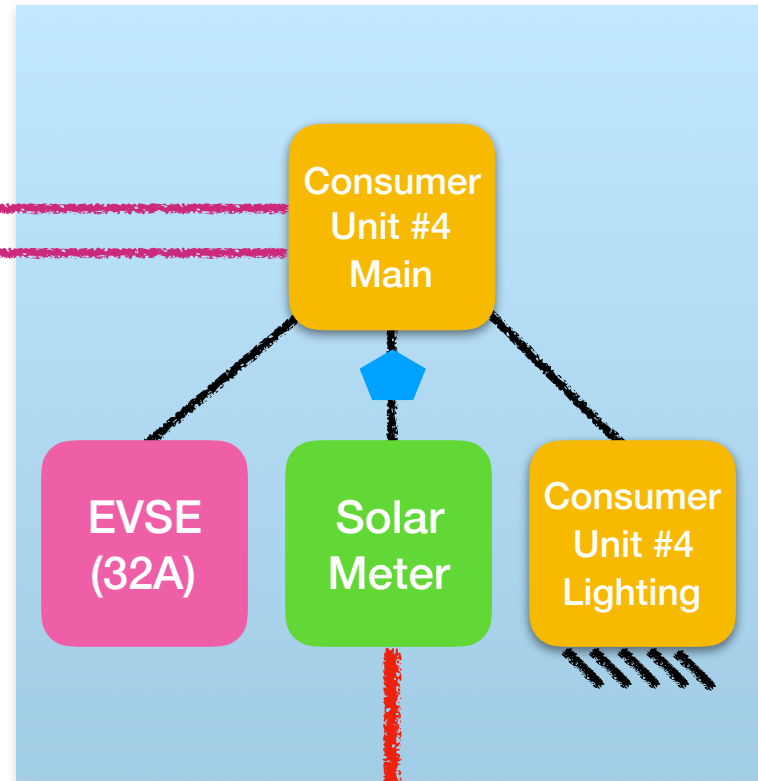 Consumer
Unit #4
Main
EVSE
(32A)
Solar
Meter
Consumer
Unit #4
Lighting